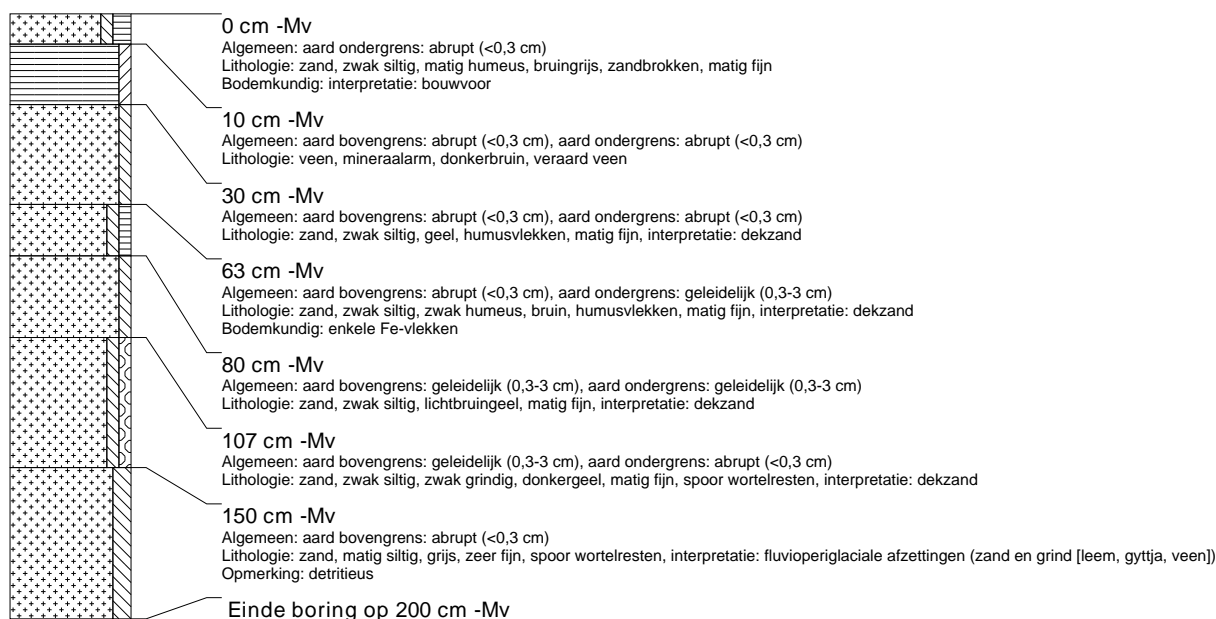 0 cm -Mv
Algemeen: aard ondergrens: abrupt (<0,3 cm)
Lithologie: zand, zwak siltig, matig humeus, bruingrijs, zandbrokken, matig fijn
Bodemkundig: interpretatie: bouwvoor
10 cm -Mv
Algemeen: aard bovengrens: abrupt (<0,3 cm), aard ondergrens: abrupt (<0,3 cm)
Lithologie: veen, mineraalarm, donkerbruin, veraard veen
30 cm -Mv
Algemeen: aard bovengrens: abrupt (<0,3 cm), aard ondergrens: abrupt (<0,3 cm)
Lithologie: zand, zwak siltig, geel, humusvlekken, matig fijn, interpretatie: dekzand
63 cm -Mv
Algemeen: aard bovengrens: abrupt (<0,3 cm), aard ondergrens: geleidelijk (0,3-3 cm)
Lithologie: zand, zwak siltig, zwak humeus, bruin, humusvlekken, matig fijn, interpretatie: dekzand
Bodemkundig: enkele Fe-vlekken
80 cm -Mv
Algemeen: aard bovengrens: geleidelijk (0,3-3 cm), aard ondergrens: geleidelijk (0,3-3 cm)
Lithologie: zand, zwak siltig, lichtbruingeel, matig fijn, interpretatie: dekzand
107 cm -Mv
Algemeen: aard bovengrens: geleidelijk (0,3-3 cm), aard ondergrens: abrupt (<0,3 cm)
Lithologie: zand, zwak siltig, zwak grindig, donkergeel, matig fijn, spoor wortelresten, interpretatie: dekzand
150 cm -Mv
Algemeen: aard bovengrens: abrupt (<0,3 cm)
Lithologie: zand, matig siltig, grijs, zeer fijn, spoor wortelresten, interpretatie: fluvioperiglaciale afzettingen (zand en grind [leem, gyttja, veen])
Opmerking: detritieus
Einde boring op 200 cm -Mv